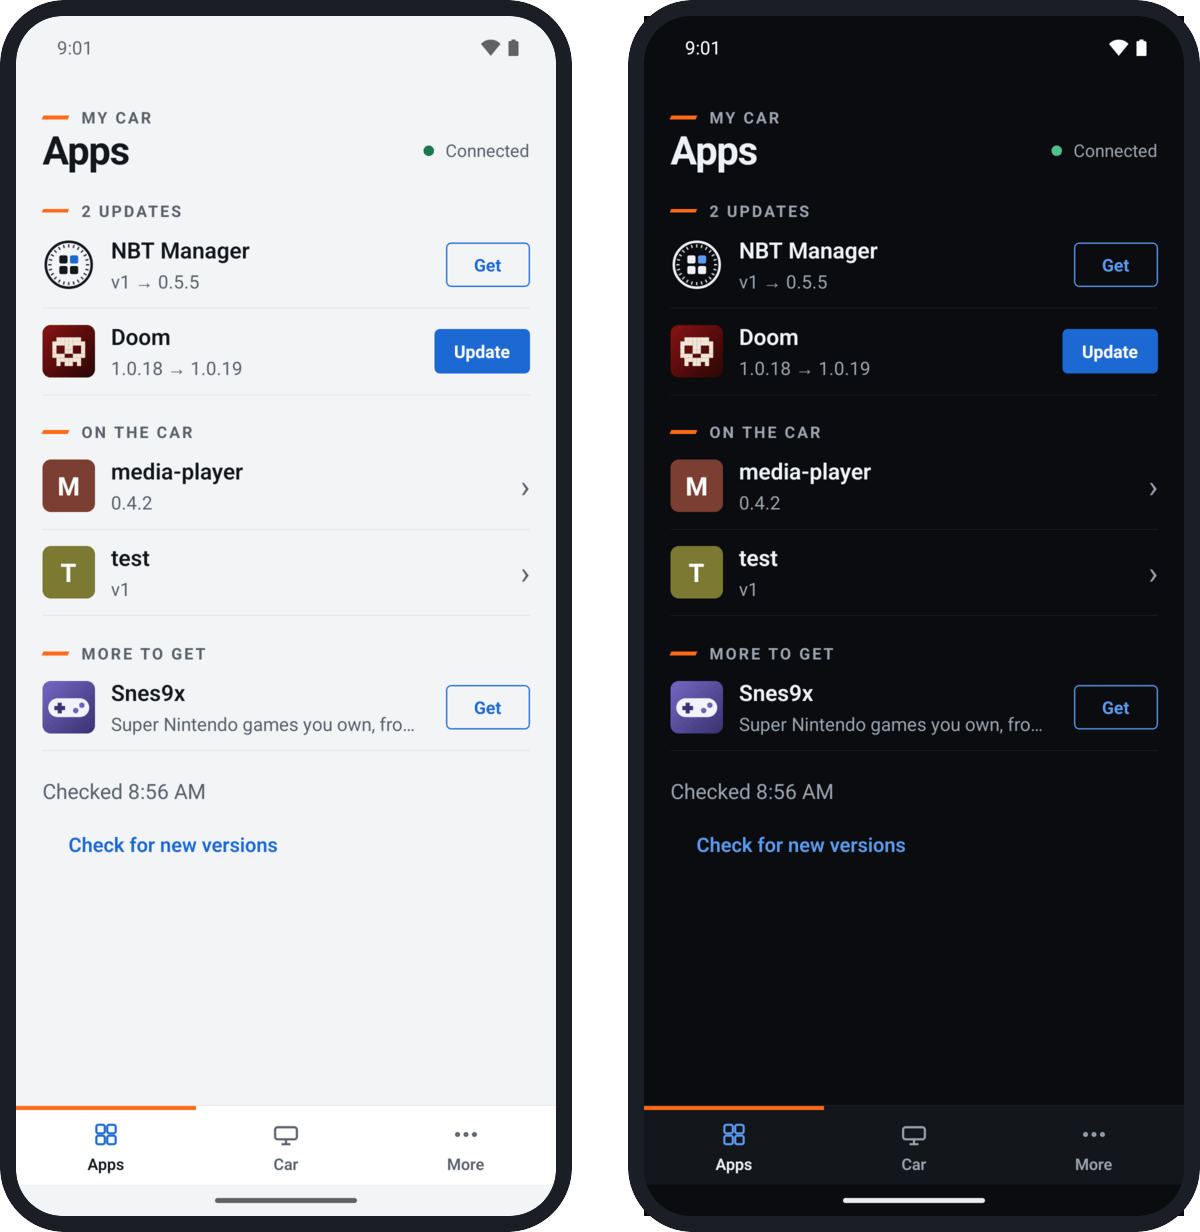 9:01
MY CAR
Apps
Connected
2 UPDATES
NBT Manager
v1 → 0.5.5
Get
Doom
1.0.18 → 1.0.19
Update
ON THE CAR
M
media-player
0.4.2
›
T
test
v1
›
MORE TO GET
Snes9x
Super Nintendo games you own, fro...
Get
Checked 8:56 AM
Check for new versions
Apps
Car
More
9:01
MY CAR
Apps
Connected
2 UPDATES
NBT Manager
v1 → 0.5.5
Get
Doom
1.0.18 → 1.0.19
Update
ON THE CAR
M
media-player
0.4.2
›
T
test
v1
›
MORE TO GET
Snes9x
Super Nintendo games you own, fro...
Get
Checked 8:56 AM
Check for new versions
Apps
Car
More